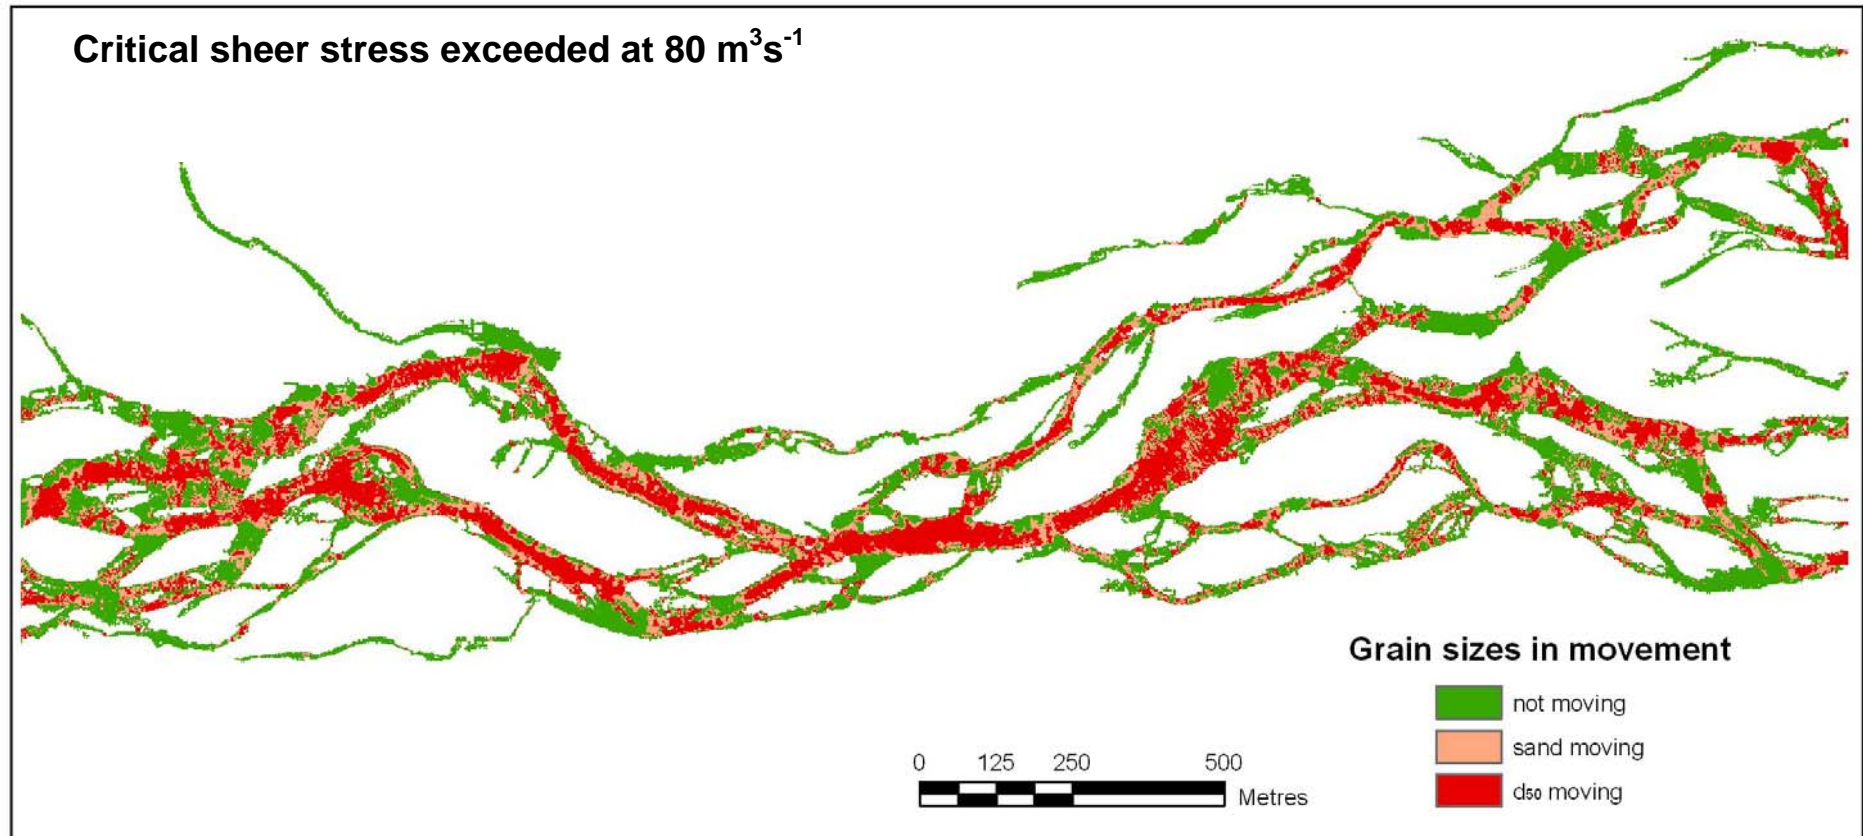 Critical sheer stress exceeded at 80 m³s⁻¹
Grain sizes in movement
not moving
sand moving
d₅₀ moving
0 125 250 500
Metres